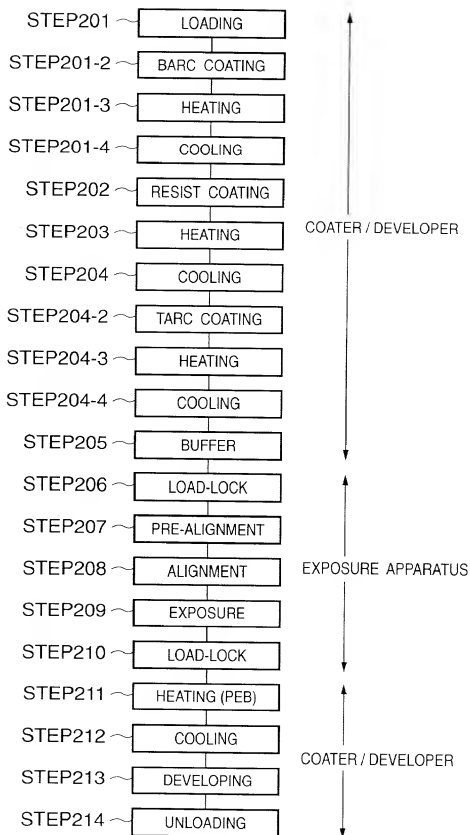 STEP201 LOADING
STEP201-2 BARC COATING
STEP201-3 HEATING
STEP201-4 COOLING
STEP202 RESIST COATING
STEP203 HEATING
COATER / DEVELOPER
STEP204 COOLING
STEP204-2 TARC COATING
STEP204-3 HEATING
STEP204-4 COOLING
STEP205 BUFFER
STEP206 LOAD-LOCK
STEP207 PRE-ALIGNMENT
STEP208 ALIGNMENT
EXPOSURE APPARATUS
STEP209 EXPOSURE
STEP210 LOAD-LOCK
STEP211 HEATING (PEB)
STEP212 COOLING
COATER / DEVELOPER
STEP213 DEVELOPING
STEP214 UNLOADING